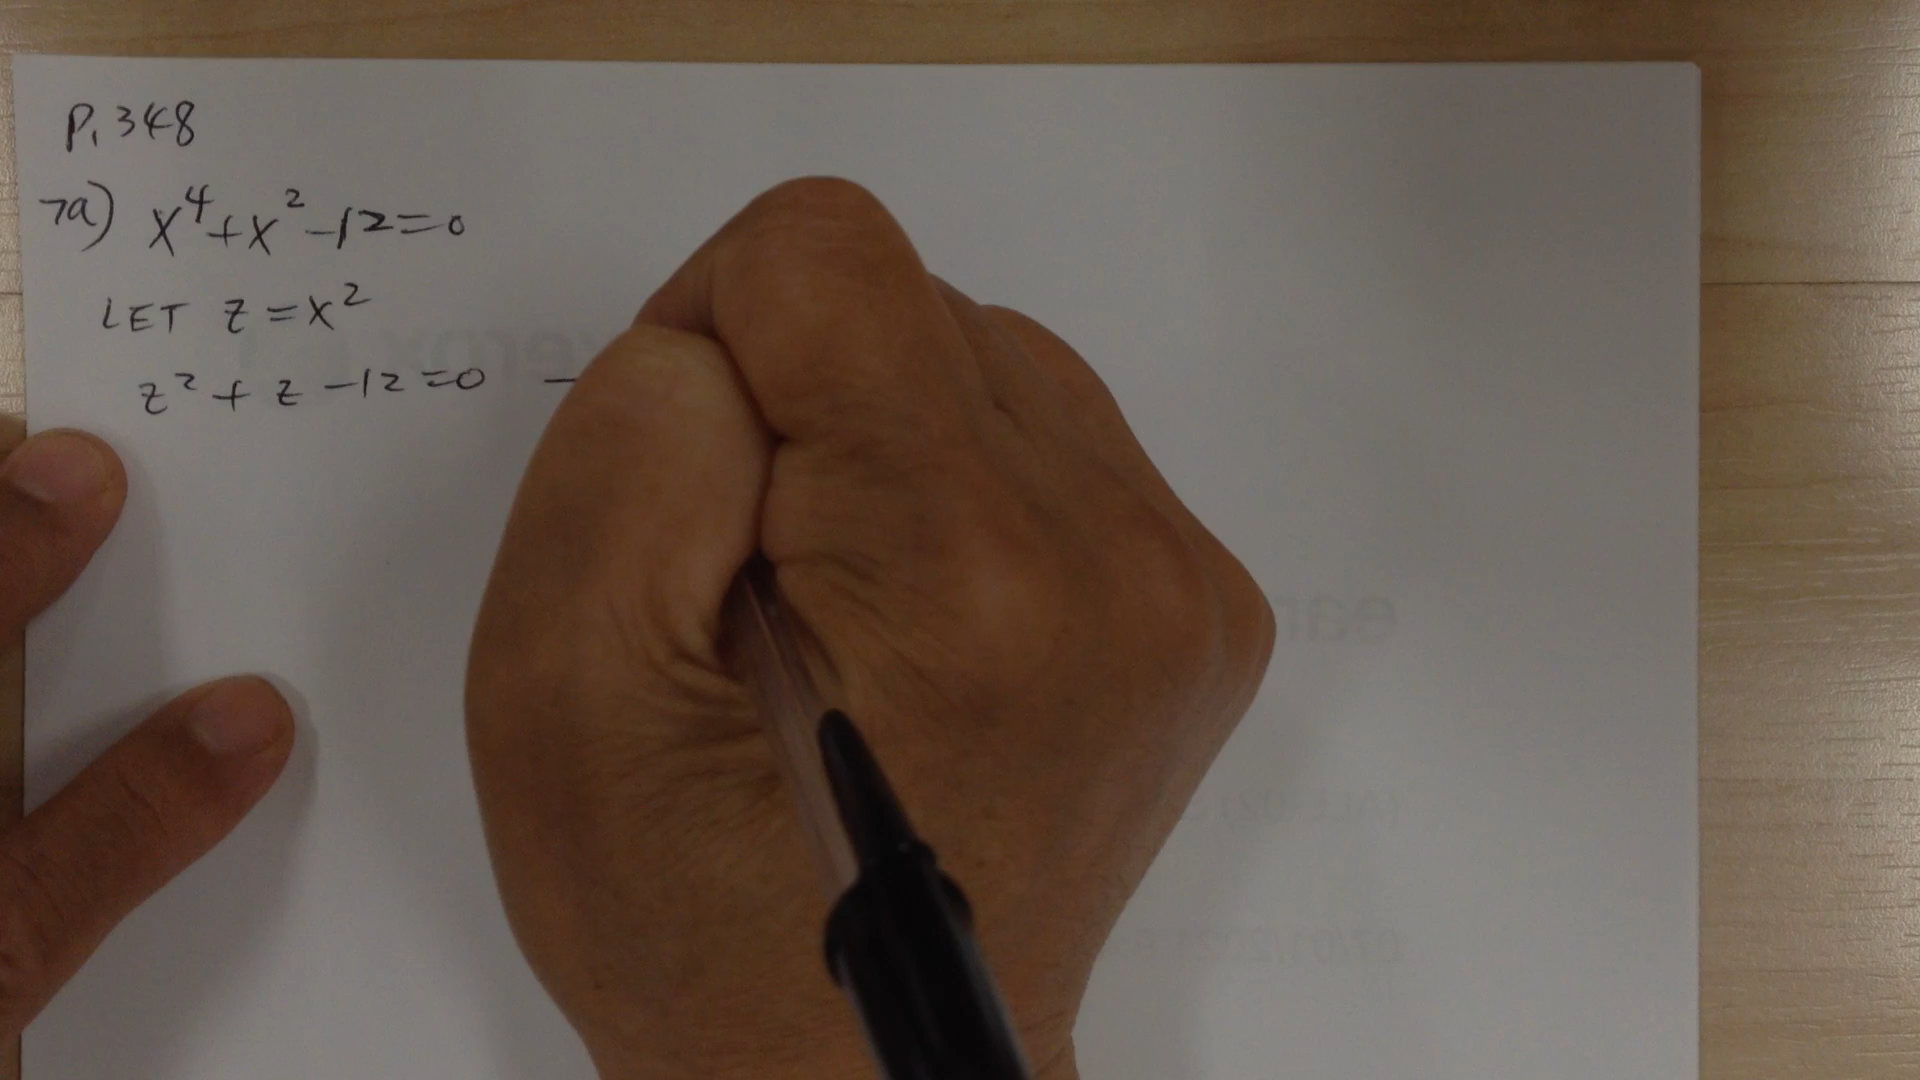 P. 348
7a) x⁴+x²-12=0
LET z=x²
z²+z-12=0 -